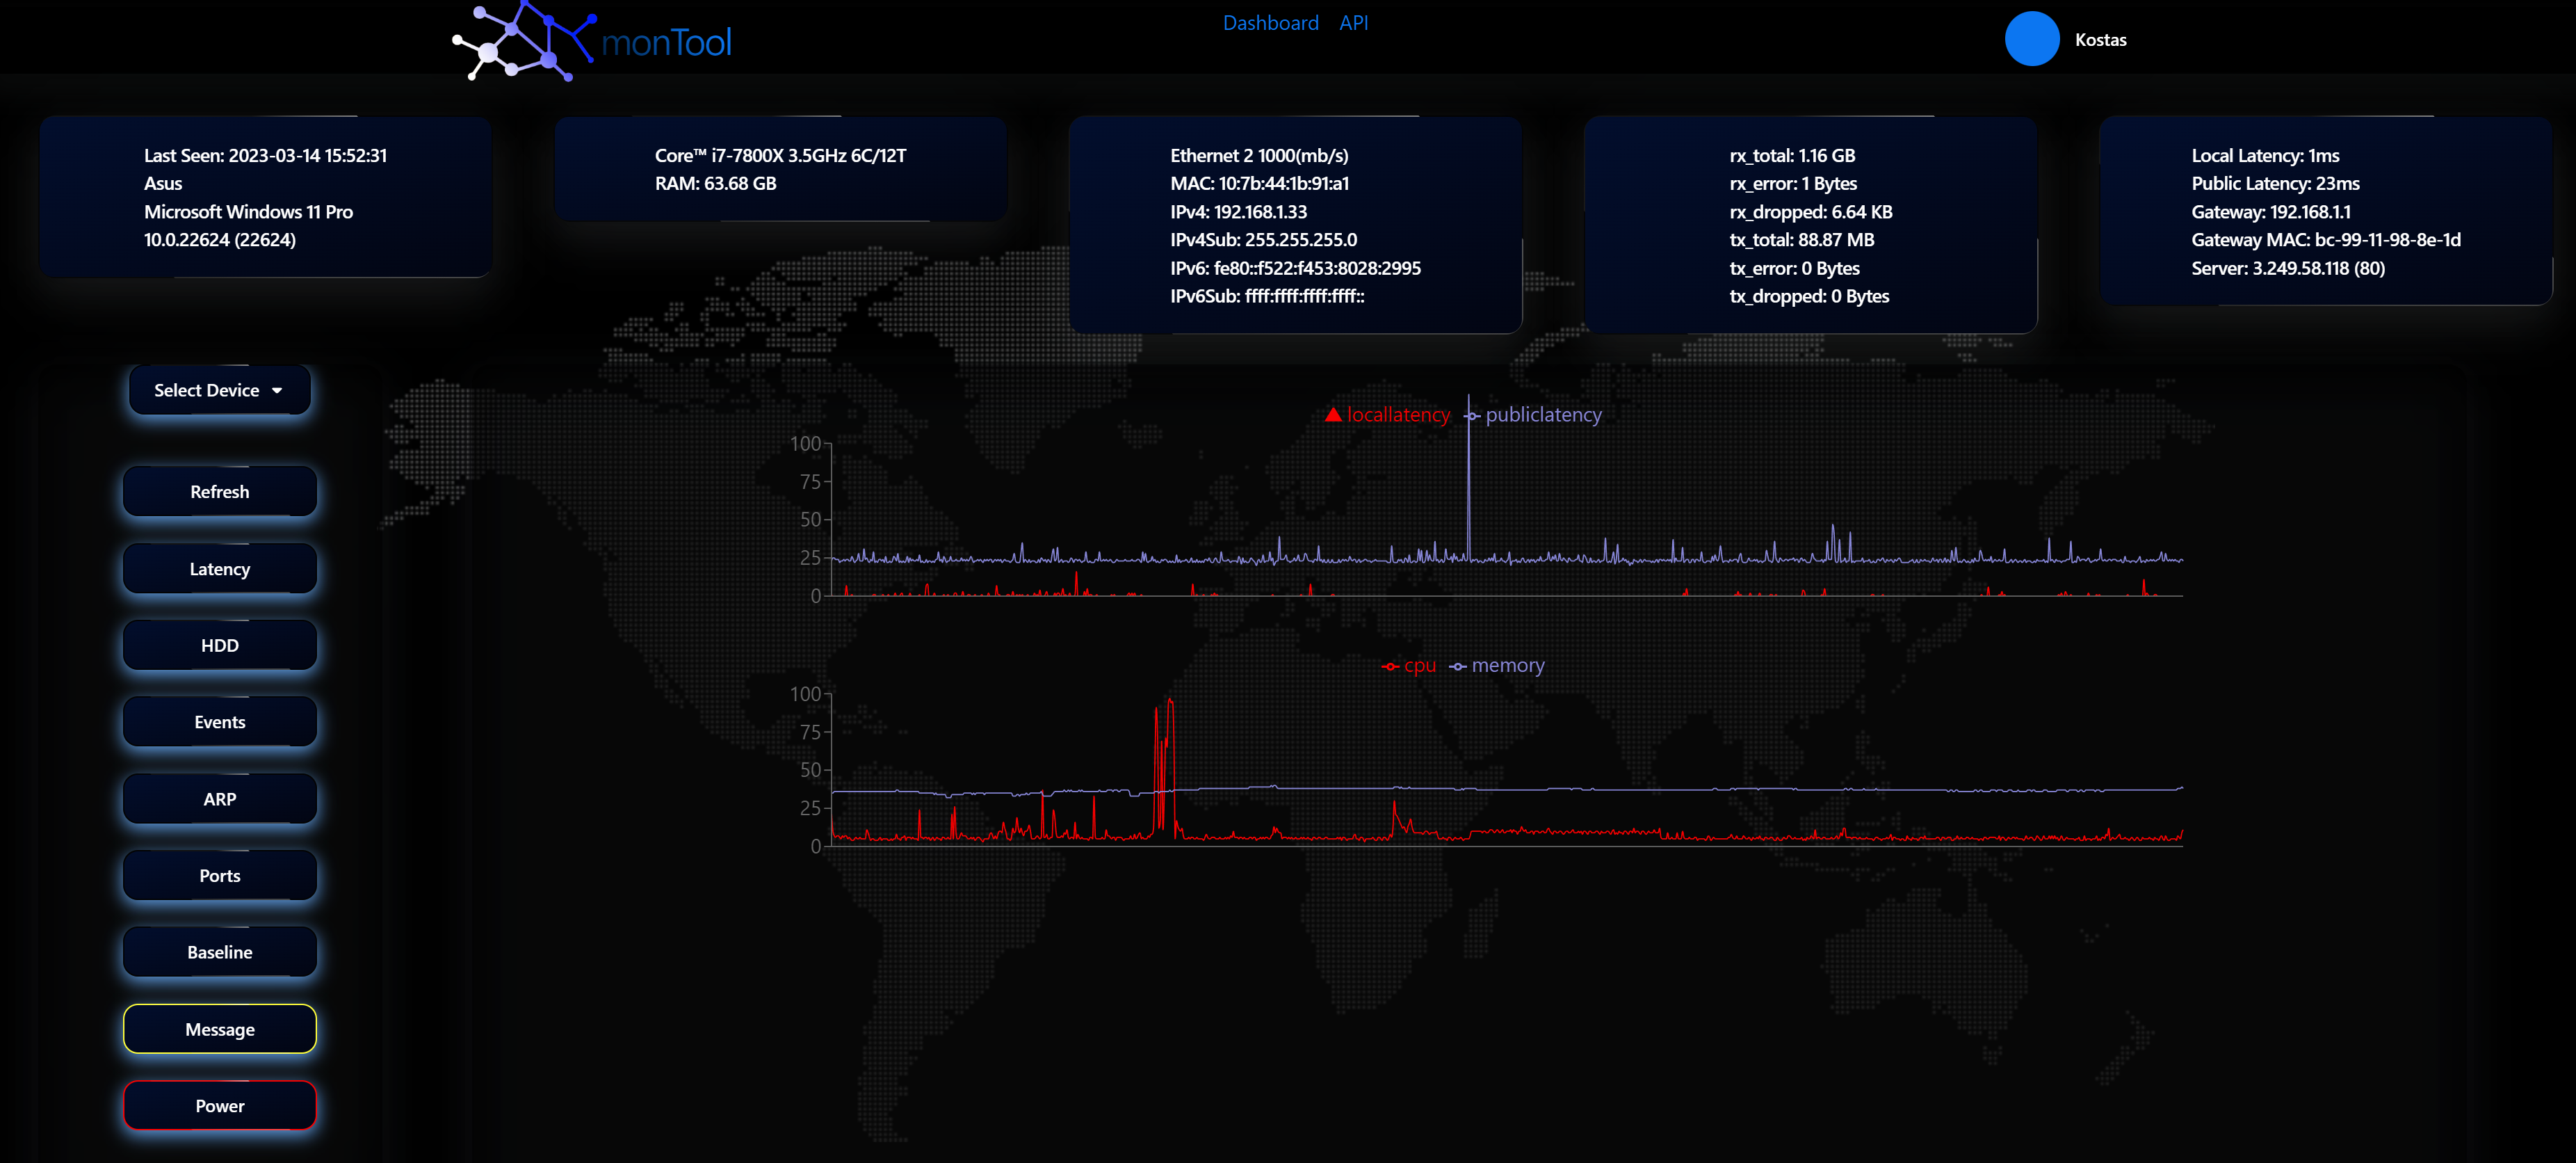 monTool
Dashboard API
Kostas
Last Seen: 2023-03-14 15:52:31
Asus
Microsoft Windows 11 Pro
10.0.22624 (22624)
Core™ i7-7800X 3.5GHz 6C/12T
RAM: 63.68 GB
Ethernet 2 1000(mb/s)
MAC: 10:7b:44:1b:91:a1
IPv4: 192.168.1.33
IPv4Sub: 255.255.255.0
IPv6: fe80::f522:f453:8028:2995
IPv6Sub: ffff:ffff:ffff:ffff::
rx_total: 1.16 GB
rx_error: 1 Bytes
rx_dropped: 6.64 KB
tx_total: 88.87 MB
tx_error: 0 Bytes
tx_dropped: 0 Bytes
Local Latency: 1ms
Public Latency: 23ms
Gateway: 192.168.1.1
Gateway MAC: bc-99-11-98-8e-1d
Server: 3.249.58.118 (80)
Select Device
Refresh
Latency
HDD
Events
ARP
Ports
Baseline
Message
Power
locallatency publiclatency
100
75
50
25
0
cpu memory
100
75
50
25
0